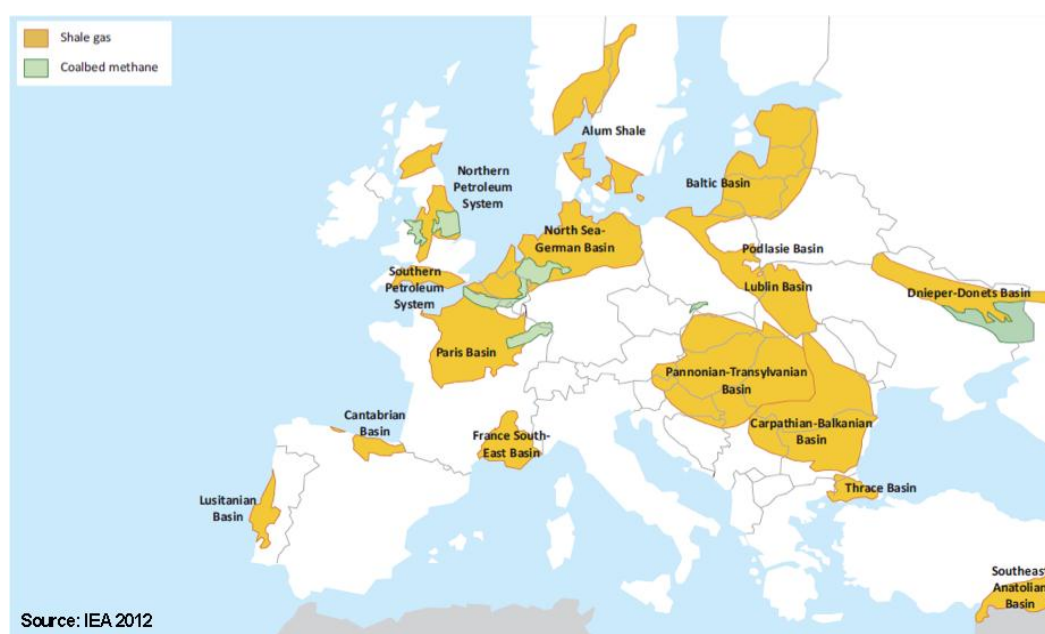 Shale gas
Coalbed methane
Alum Shale
Northern
Petroleum
System
Baltic Basin
North Sea-
German Basin
Podlasie Basin
Southern
Petroleum
System
Lublin Basin
Dnieper-Donets Basin
Paris Basin
Pannonian-Transylvanian
Basin
Cantabrian
Basin
France South-
East Basin
Carpathian-Balkanian
Basin
Lusitanian
Basin
Thrace Basin
Southeast
Anatolian
Basin
Source: IEA 2012